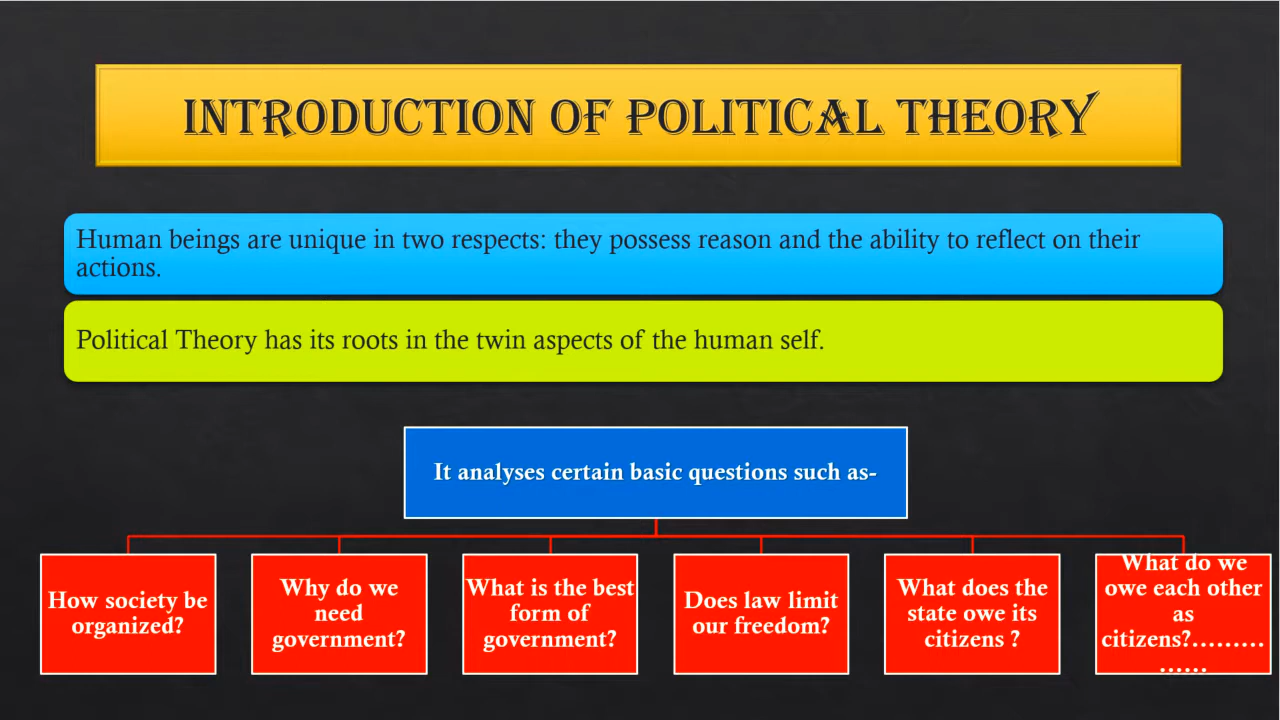 INTRODUCTION OF POLITICAL THEORY
Human beings are unique in two respects: they possess reason and the ability to reflect on their
actions.
Political Theory has its roots in the twin aspects of the human self.
It analyses certain basic questions such as-
How society be
organized?
Why do we
need
government?
What is the best
form of
government?
Does law limit
our freedom?
What does the
state owe its
citizens ?
What do we
owe each other
as
citizens?.........
......